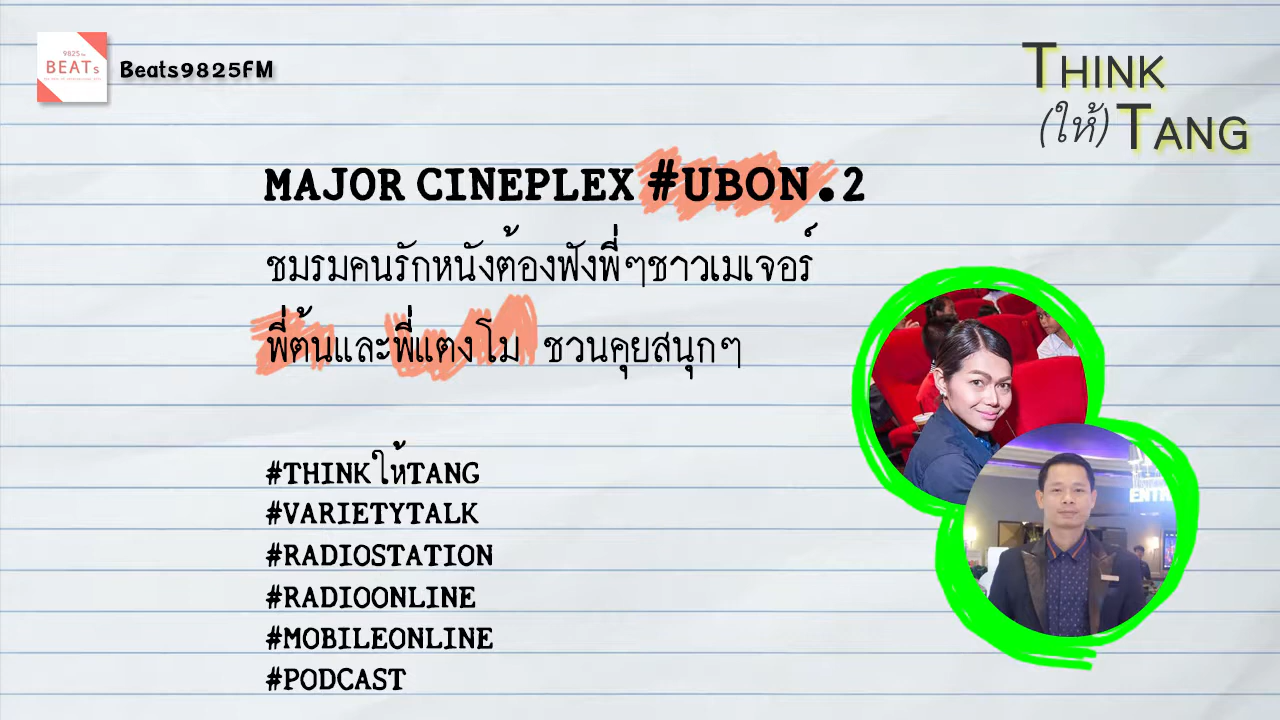 9825 FM
BEATs
Beats9825FM
THINK
(ให้) TANG
MAJOR CINEPLEX #UBON.2
ชมรมคนรักหนังต้องฟังพี่ๆชาวเมเจอร์
พี่ต้นและพี่แตงโม ชวนคุยสนุกๆ
#THINKให้TANG
#VARIETYTALK
#RADIOSTATION
#RADIOONLINE
#MOBILEONLINE
#PODCAST